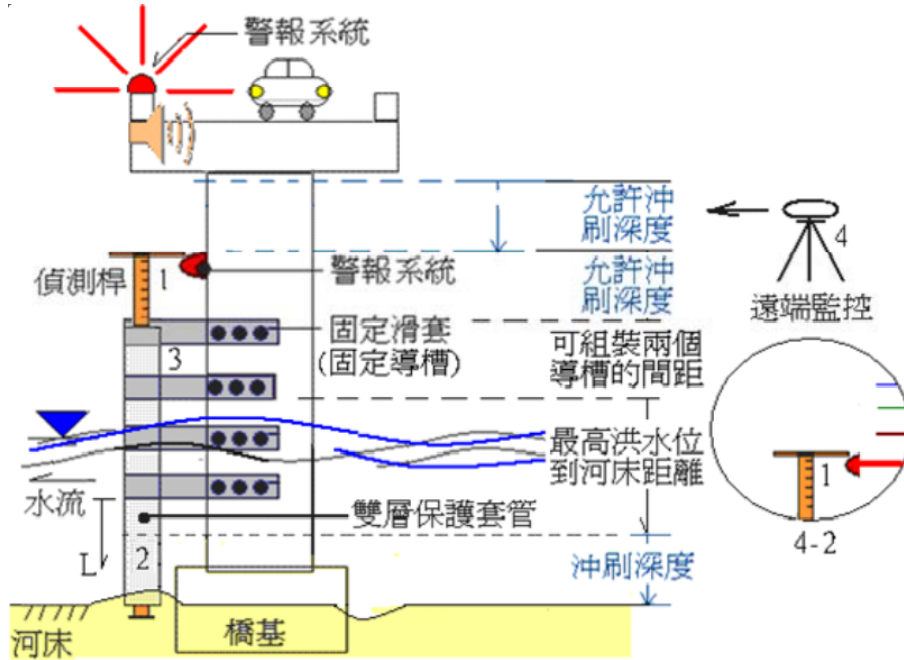 警報系統
允許沖
刷深度
4
偵測桿
1
警報系統
允許沖
刷深度
遠端監控
固定滑套
(固定導槽)
3
可組裝兩個
導槽的間距
最高洪水位
到河床距離
1
水流
雙層保護套管
4-2
L
2
沖刷深度
河床
橋基